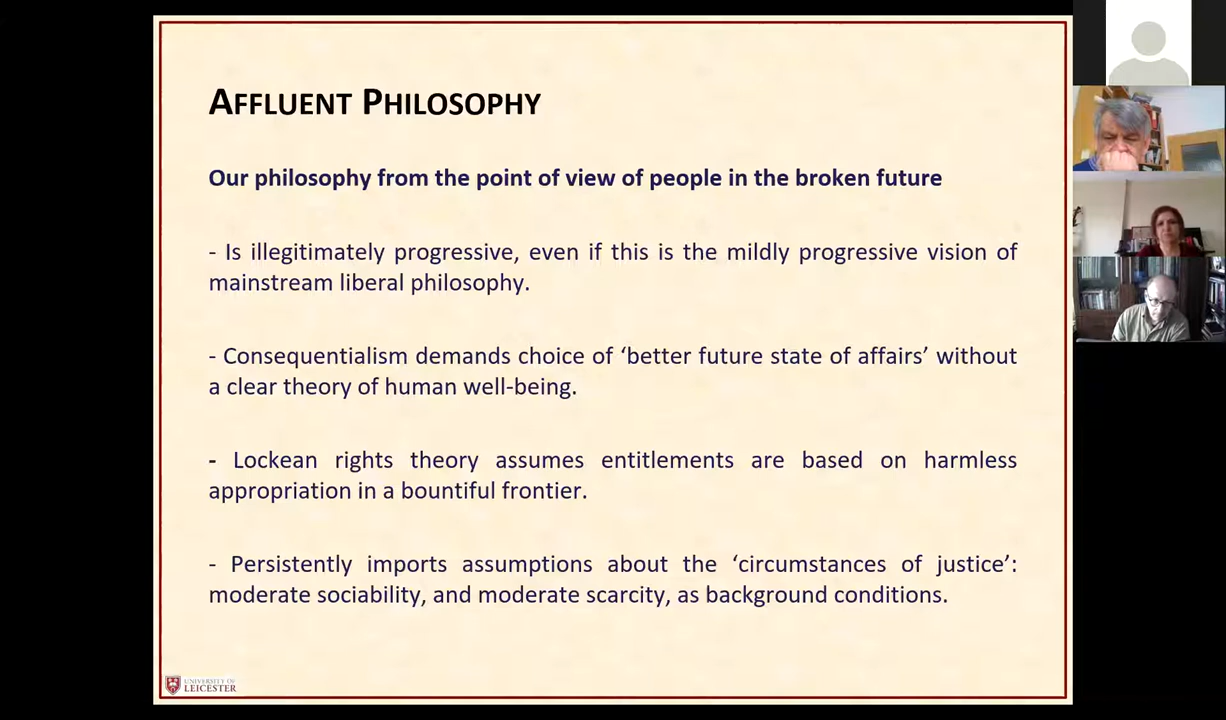 AFFLUENT PHILOSOPHY
Our philosophy from the point of view of people in the broken future
- Is illegitimately progressive, even if this is the mildly progressive vision of
mainstream liberal philosophy.
- Consequentialism demands choice of ‘better future state of affairs’ without
a clear theory of human well-being.
- Lockean rights theory assumes entitlements are based on harmless
appropriation in a bountiful frontier.
- Persistently imports assumptions about the ‘circumstances of justice’:
moderate sociability, and moderate scarcity, as background conditions.
UNIVERSITY OF
LEICESTER